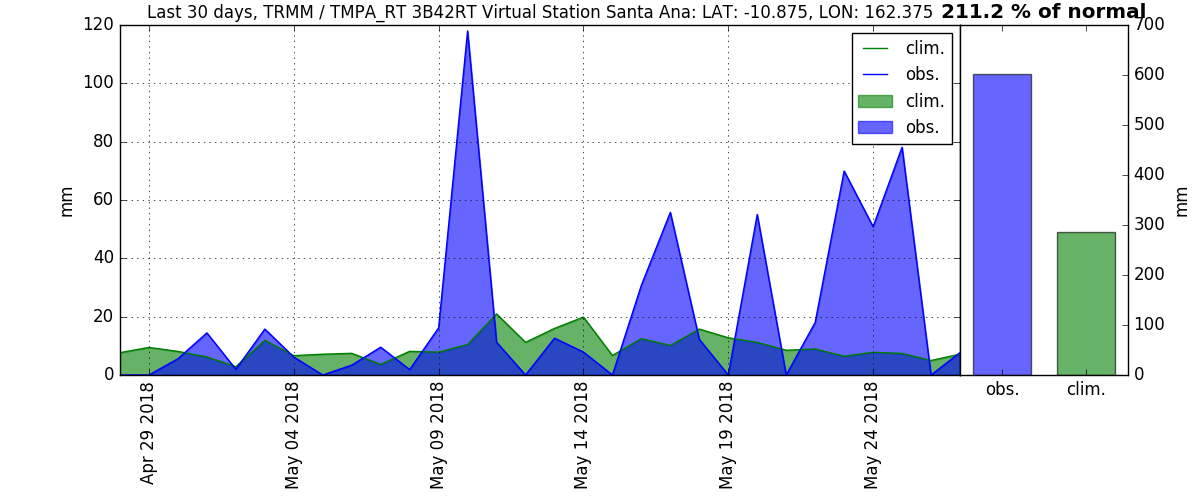 Last 30 days, TRMM / TMPA_RT 3B42RT Virtual Station Santa Ana: LAT: -10.875, LON: 162.375 211.2 % of normal
120
100
80
60
40
20
0
mm
clim.
obs.
clim.
obs.
700
600
500
400
300
200
100
0
mm
Apr 29 2018
May 04 2018
May 09 2018
May 14 2018
May 19 2018
May 24 2018
obs. clim.